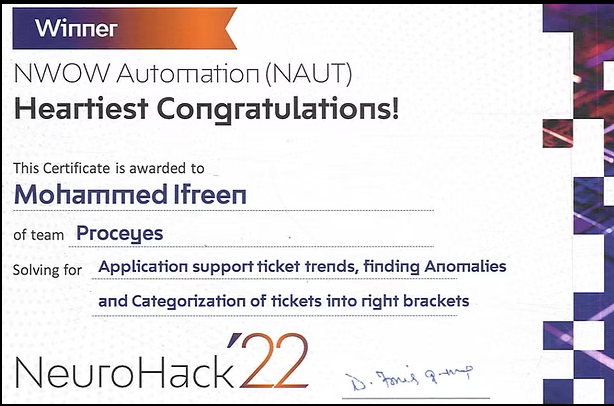 Winner
NWOW Automation (NAUT)
Heartiest Congratulations!
This Certificate is awarded to
Mohammed Ifreen
of team Proceyes
Solving for Application support ticket trends, finding Anomalies
and Categorization of tickets into right brackets
NeuroHack'22
D.